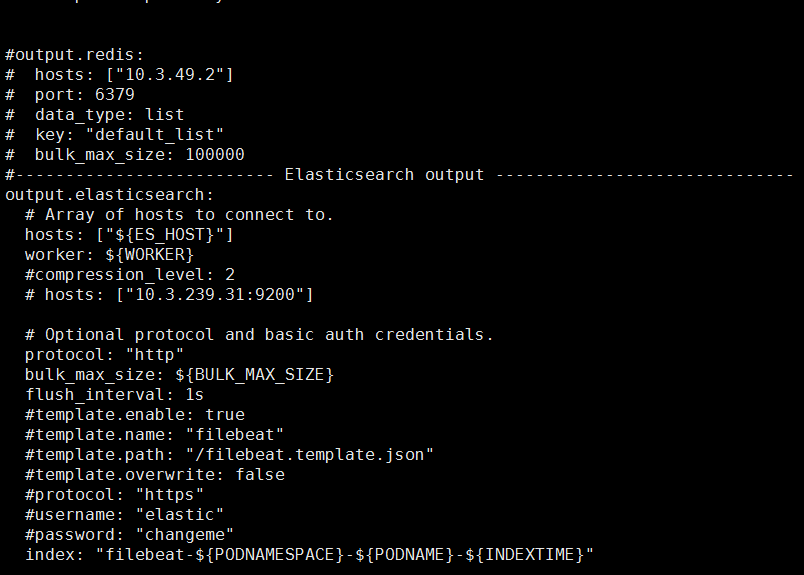 #output.redis:
#  hosts: ["10.3.49.2"]
#  port: 6379
#  data_type: list
#  key: "default_list"
#  bulk_max_size: 100000
#-------------------------- Elasticsearch output ------------------------------
output.elasticsearch:
  # Array of hosts to connect to.
  hosts: ["${ES_HOST}"]
  worker: ${WORKER}
  #compression_level: 2
  # hosts: ["10.3.239.31:9200"]

  # Optional protocol and basic auth credentials.
  protocol: "http"
  bulk_max_size: ${BULK_MAX_SIZE}
  flush_interval: 1s
  #template.enable: true
  #template.name: "filebeat"
  #template.path: "/filebeat.template.json"
  #template.overwrite: false
  #protocol: "https"
  #username: "elastic"
  #password: "changeme"
  index: "filebeat-${PODNAMESPACE}-${PODNAME}-${INDEXTIME}"